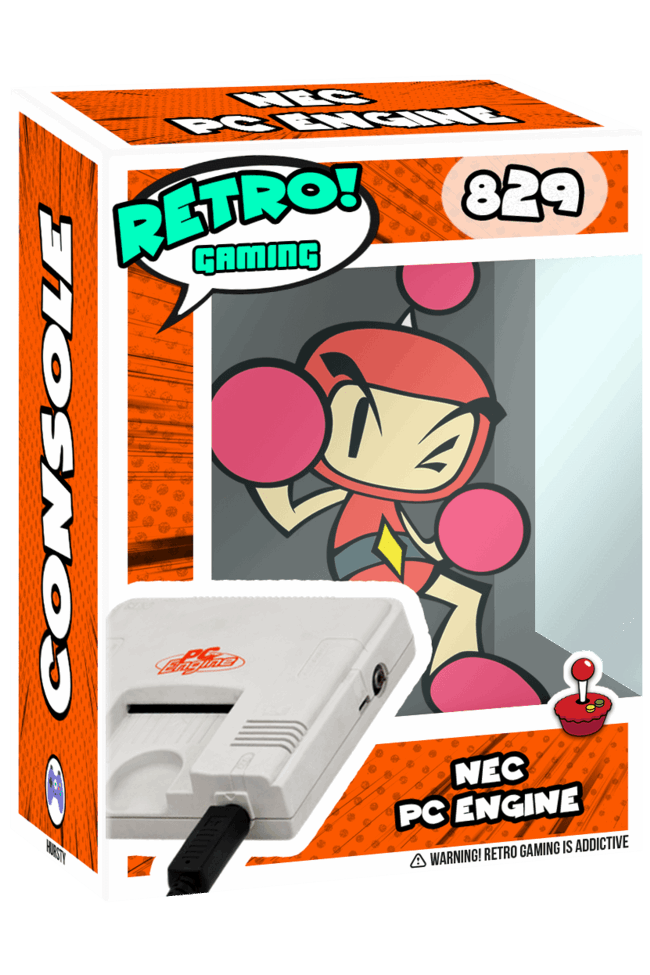 NEC
PC ENGINE
RETRO!
GAMING
829
CONSOLE
PC
Engine
NEC
PC ENGINE
WARNING! RETRO GAMING IS ADDICTIVE
HURSTY